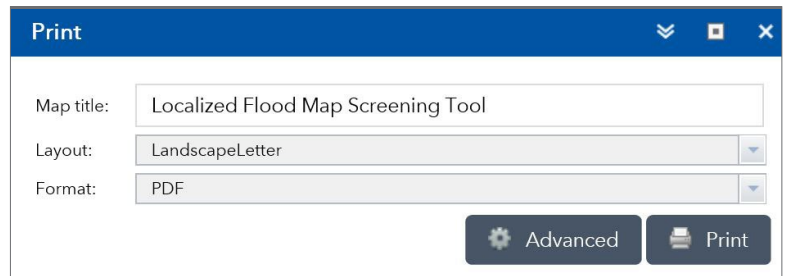 Print
Map title: Localized Flood Map Screening Tool
Layout: LandscapeLetter
Format: PDF
Advanced Print